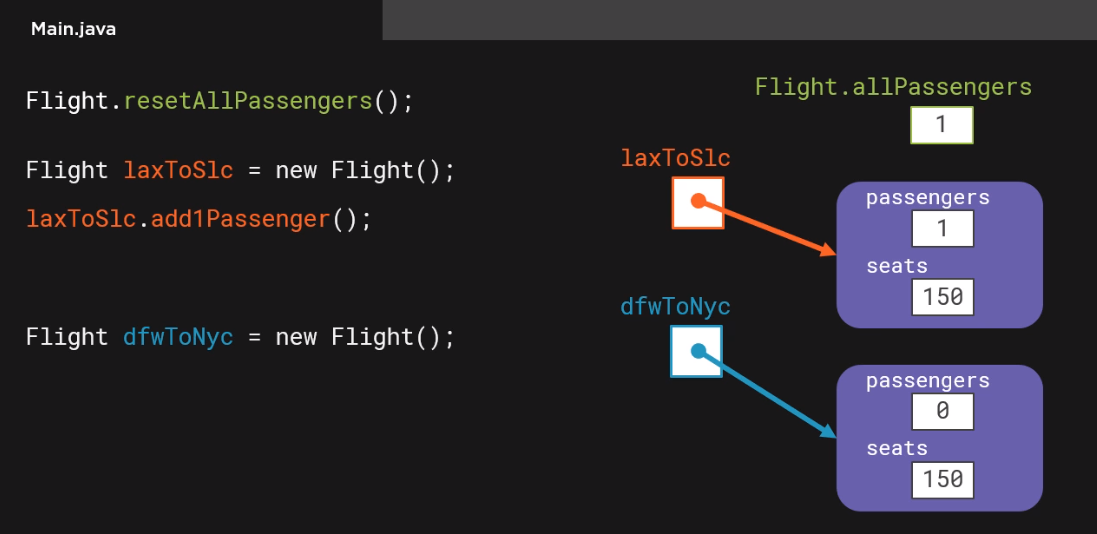 Main.java
Flight.resetAllPassengers();
Flight laxToSlc = new Flight();
laxToSlc.add1Passenger();
Flight dfwToNyc = new Flight();
Flight.allPassengers
1
laxToSlc
passengers
1
seats
150
dfwToNyc
passengers
0
seats
150